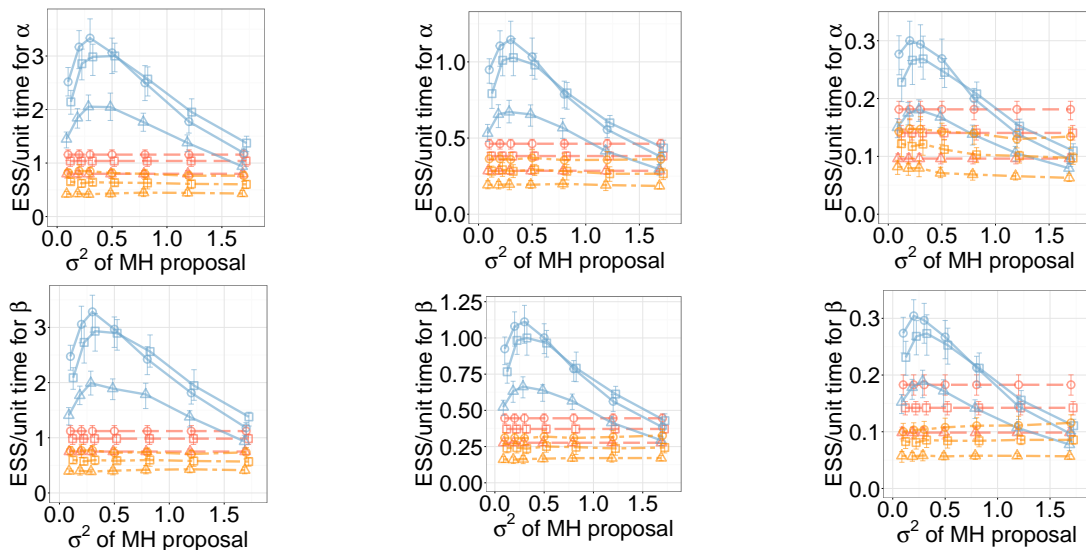 ESS/unit time for α
3
2
1
0
0.0 0.5 1.0 1.5
σ² of MH proposal
ESS/unit time for α
1.0
0.5
0.0
0.0 0.5 1.0 1.5
σ² of MH proposal
ESS/unit time for α
0.3
0.2
0.1
0.0
0.0 0.5 1.0 1.5
σ² of MH proposal
ESS/unit time for β
3
2
1
0
0.0 0.5 1.0 1.5
σ² of MH proposal
ESS/unit time for β
1.25
1.00
0.75
0.50
0.25
0.00
0.0 0.5 1.0 1.5
σ² of MH proposal
ESS/unit time for β
0.3
0.2
0.1
0.0
0.0 0.5 1.0 1.5
σ² of MH proposal